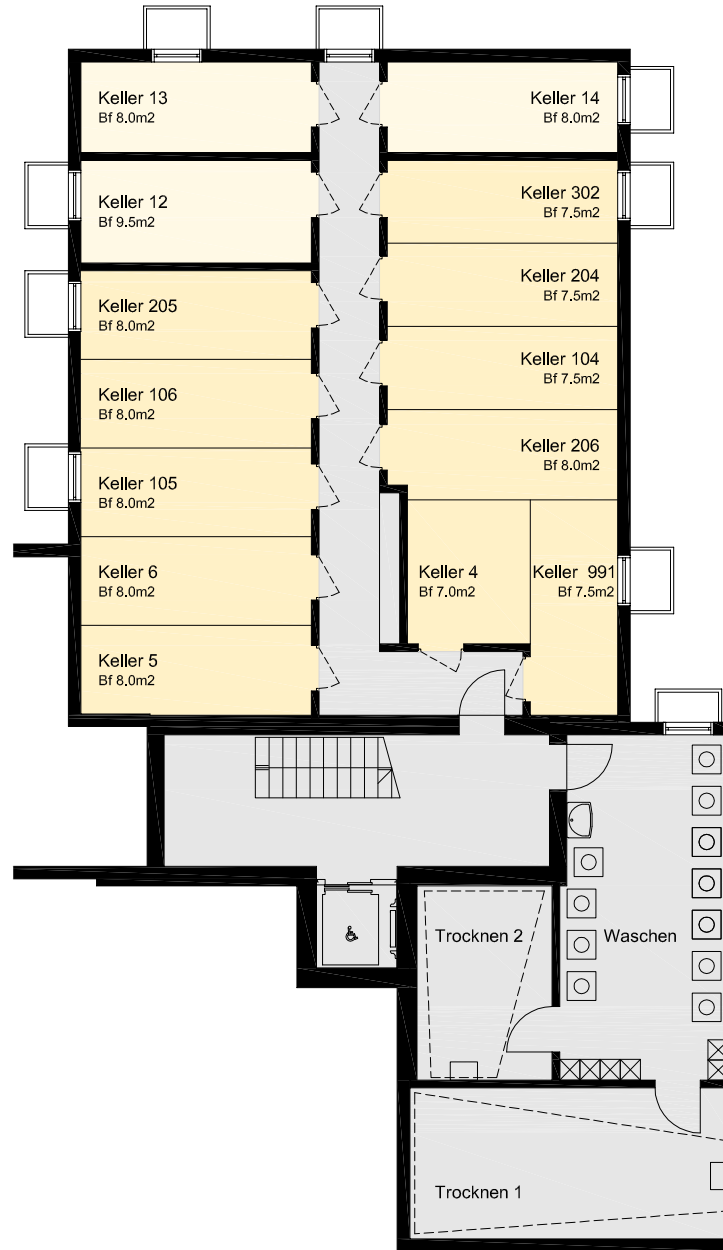 Keller 13
Bf 8.0m2
Keller 14
Bf 8.0m2
Keller 12
Bf 9.5m2
Keller 302
Bf 7.5m2
Keller 205
Bf 8.0m2
Keller 204
Bf 7.5m2
Keller 106
Bf 8.0m2
Keller 104
Bf 7.5m2
Keller 105
Bf 8.0m2
Keller 206
Bf 8.0m2
Keller 6
Bf 8.0m2
Keller 4
Bf 7.0m2
Keller 991
Bf 7.5m2
Keller 5
Bf 8.0m2
Trocknen 2
Waschen
Trocknen 1